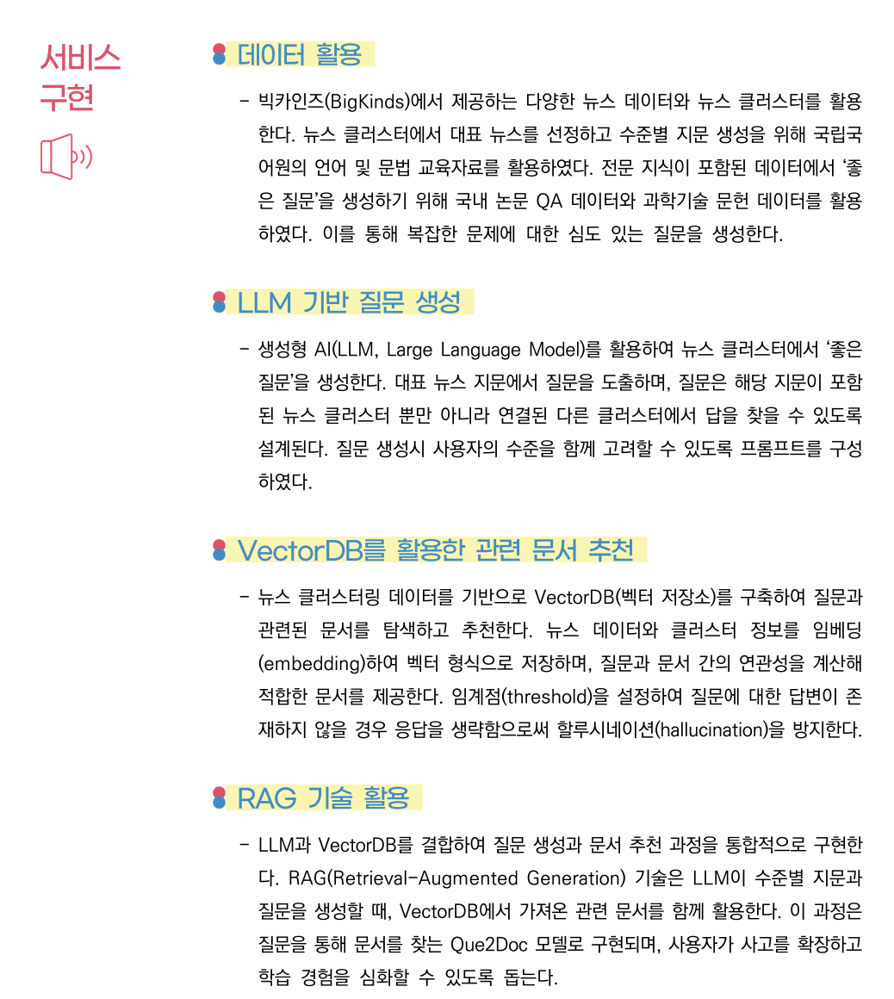 서비스
구현
데이터 활용
- 빅카인즈(BigKinds)에서 제공하는 다양한 뉴스 데이터와 뉴스 클러스터를 활용
한다. 뉴스 클러스터에서 대표 뉴스를 선정하고 수준별 지문 생성을 위해 국립국
어원의 언어 및 문법 교육자료를 활용하였다. 전문 지식이 포함된 데이터에서 ‘좋
은 질문’을 생성하기 위해 국내 논문 QA 데이터와 과학기술 문헌 데이터를 활용
하였다. 이를 통해 복잡한 문제에 대한 심도 있는 질문을 생성한다.
LLM 기반 질문 생성
- 생성형 AI(LLM, Large Language Model)를 활용하여 뉴스 클러스터에서 ‘좋은
질문’을 생성한다. 대표 뉴스 지문에서 질문을 도출하며, 질문은 해당 지문이 포함
된 뉴스 클러스터 뿐만 아니라 연결된 다른 클러스터에서 답을 찾을 수 있도록
설계된다. 질문 생성시 사용자의 수준을 함께 고려할 수 있도록 프롬프트를 구성
하였다.
VectorDB를 활용한 관련 문서 추천
- 뉴스 클러스터링 데이터를 기반으로 VectorDB(벡터 저장소)를 구축하여 질문과
관련된 문서를 탐색하고 추천한다. 뉴스 데이터와 클러스터 정보를 임베딩
(embedding)하여 벡터 형식으로 저장하며, 질문과 문서 간의 연관성을 계산해
적합한 문서를 제공한다. 임계점(threshold)을 설정하여 질문에 대한 답변이 존
재하지 않을 경우 응답을 생략함으로써 할루시네이션(hallucination)을 방지한다.
RAG 기술 활용
- LLM과 VectorDB를 결합하여 질문 생성과 문서 추천 과정을 통합적으로 구현한
다. RAG(Retrieval-Augmented Generation) 기술은 LLM이 수준별 지문과
질문을 생성할 때, VectorDB에서 가져온 관련 문서를 함께 활용한다. 이 과정은
질문을 통해 문서를 찾는 Que2Doc 모델로 구현되며, 사용자가 사고를 확장하고
학습 경험을 심화할 수 있도록 돕는다.